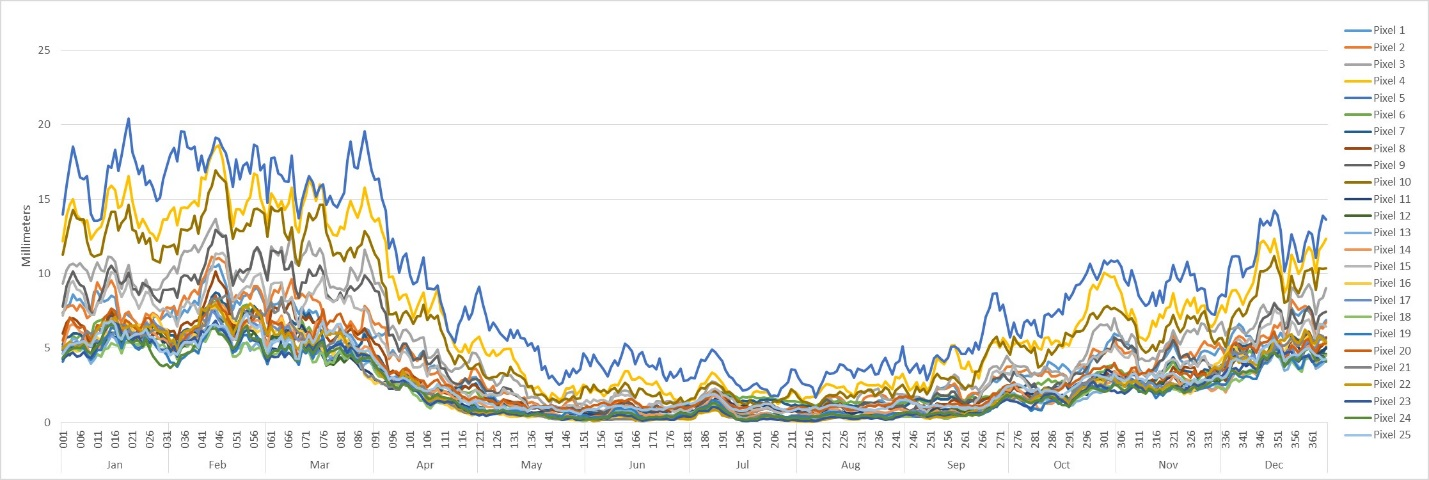 25
20
15
10
5
0
Millimeters
001 006 011 016 021 026 031 036 041 046 051 056 061 066 071 076 081 086 091 096 101 106 111 116 121 126 131 136 141 146 151 156 161 166 171 176 181 186 191 196 201 206 211 216 221 226 231 236 241 246 251 256 261 266 271 276 281 286 291 296 301 306 311 316 321 326 331 336 341 346 351 356 361
Jan Feb Mar Apr May Jun Jul Aug Sep Oct Nov Dec
Pixel 1
Pixel 2
Pixel 3
Pixel 4
Pixel 5
Pixel 6
Pixel 7
Pixel 8
Pixel 9
Pixel 10
Pixel 11
Pixel 12
Pixel 13
Pixel 14
Pixel 15
Pixel 16
Pixel 17
Pixel 18
Pixel 19
Pixel 20
Pixel 21
Pixel 22
Pixel 23
Pixel 24
Pixel 25